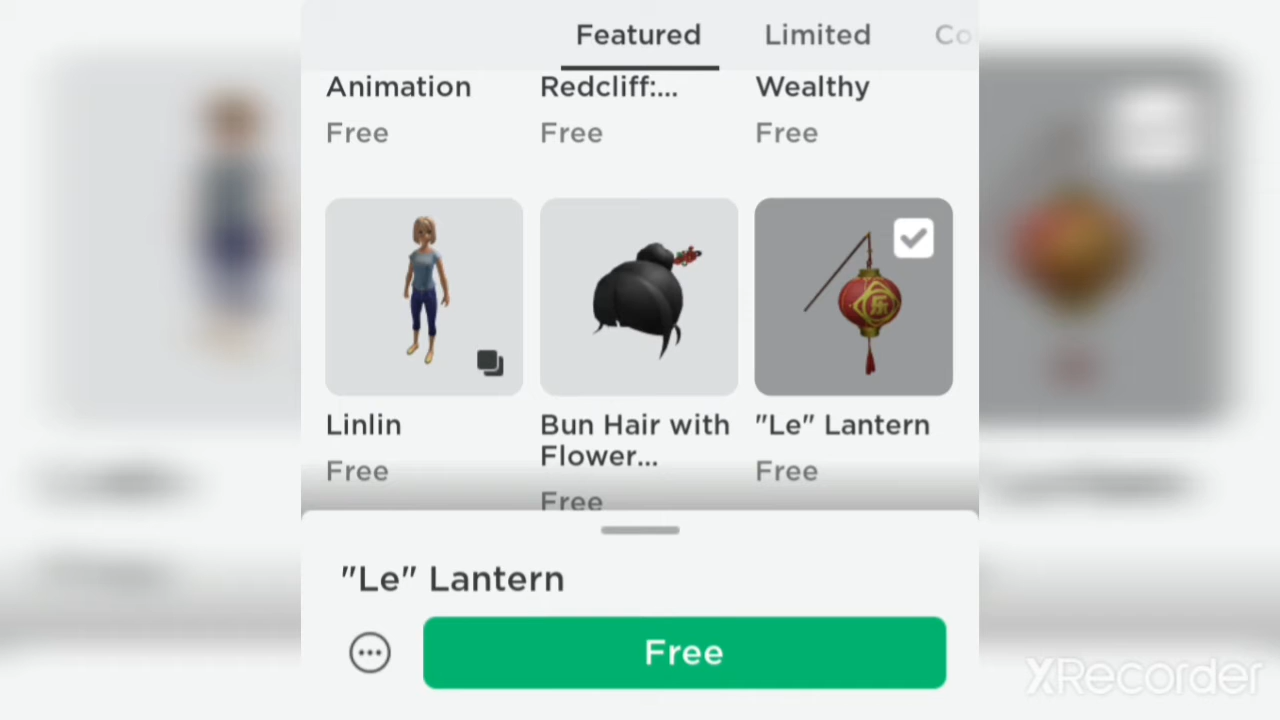 Featured
Limited
Co
Animation
Redcliff:...
Wealthy
Free
Free
Free
乐
Linlin
Bun Hair with
Flower...
"Le" Lantern
Free
Free
Free
"Le" Lantern
Free
XRecorder